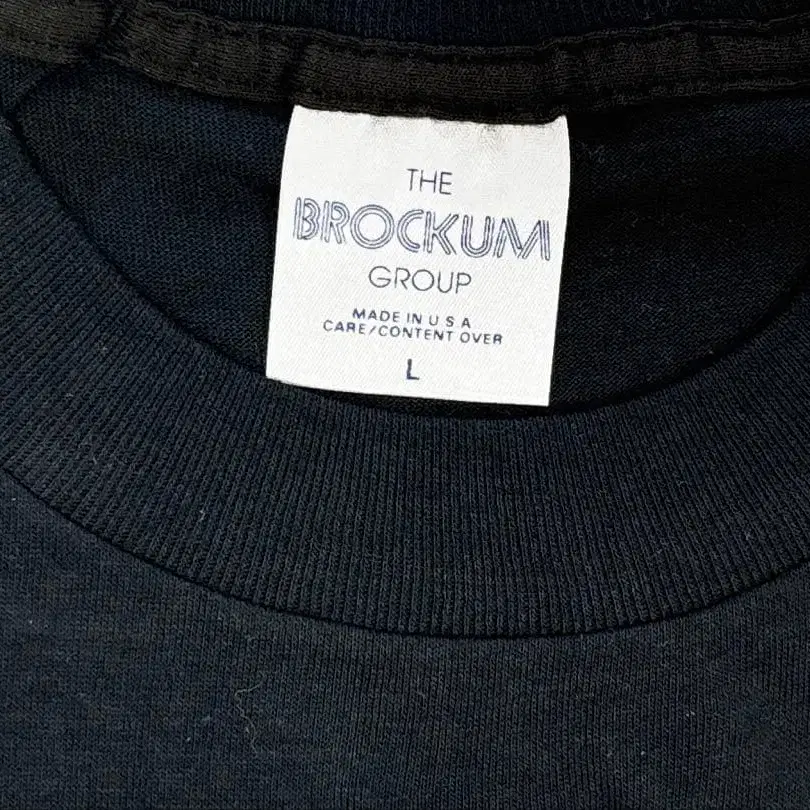 THE
BROCKUM
GROUP
MADE IN U S A
CARE/CONTENT OVER
L